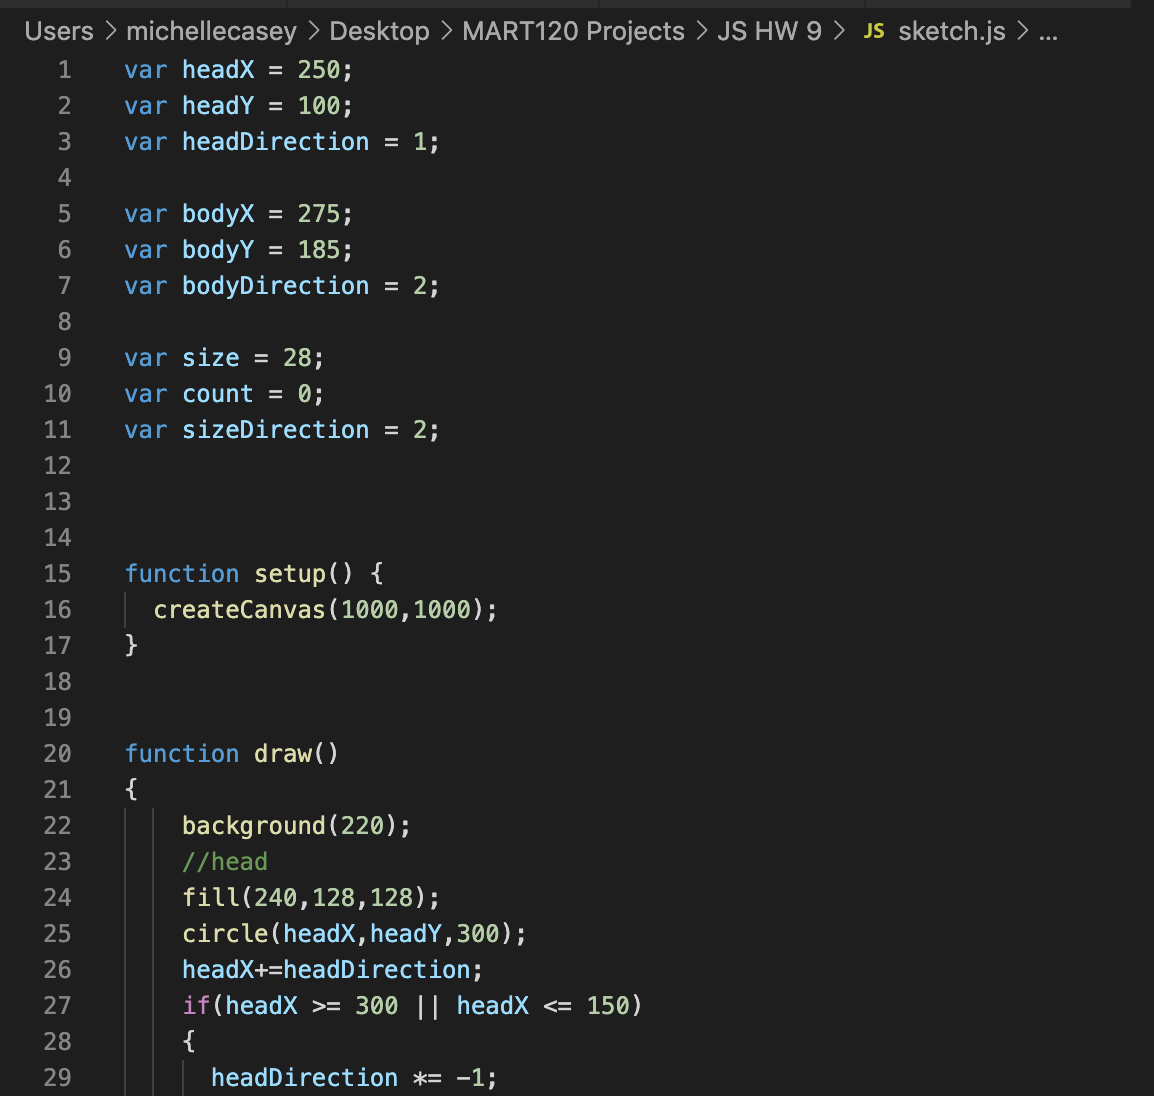 Users > michellecasey > Desktop > MART120 Projects > JS HW 9 > JS sketch.js > ...
1 var headX = 250;
2 var headY = 100;
3 var headDirection = 1;
4
5 var bodyX = 275;
6 var bodyY = 185;
7 var bodyDirection = 2;
8
9 var size = 28;
10 var count = 0;
11 var sizeDirection = 2;
12
13
14
15 function setup() {
16   createCanvas(1000,1000);
17 }
18
19
20 function draw()
21 {
22     background(220);
23     //head
24     fill(240,128,128);
25     circle(headX,headY,300);
26     headX+=headDirection;
27     if(headX >= 300 || headX <= 150)
28     {
29       headDirection *= -1;